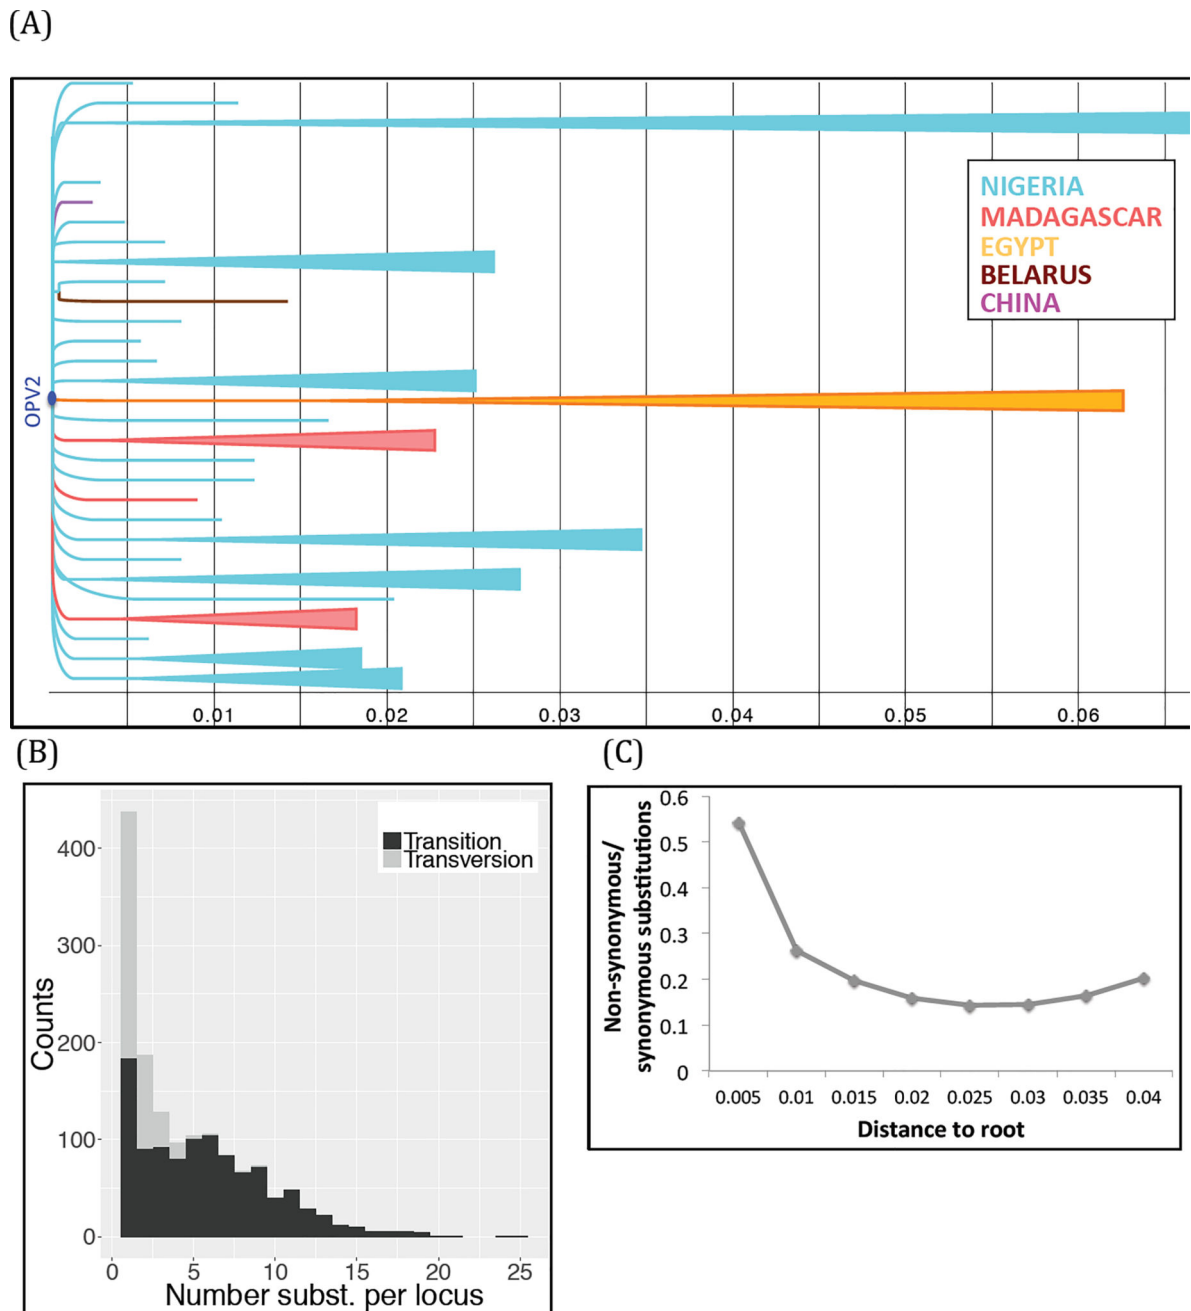 (A)
NIGERIA
MADAGASCAR
EGYPT
BELARUS
CHINA
OPV2
0.01 0.02 0.03 0.04 0.05 0.06
(B)
Transition
Transversion
Counts
400
300
200
100
0
0 5 10 15 20 25
Number subst. per locus
(C)
Non-synonymous/
synonymous substitutions
0.6
0.5
0.4
0.3
0.2
0.1
0
0.005 0.01 0.015 0.02 0.025 0.03 0.035 0.04
Distance to root